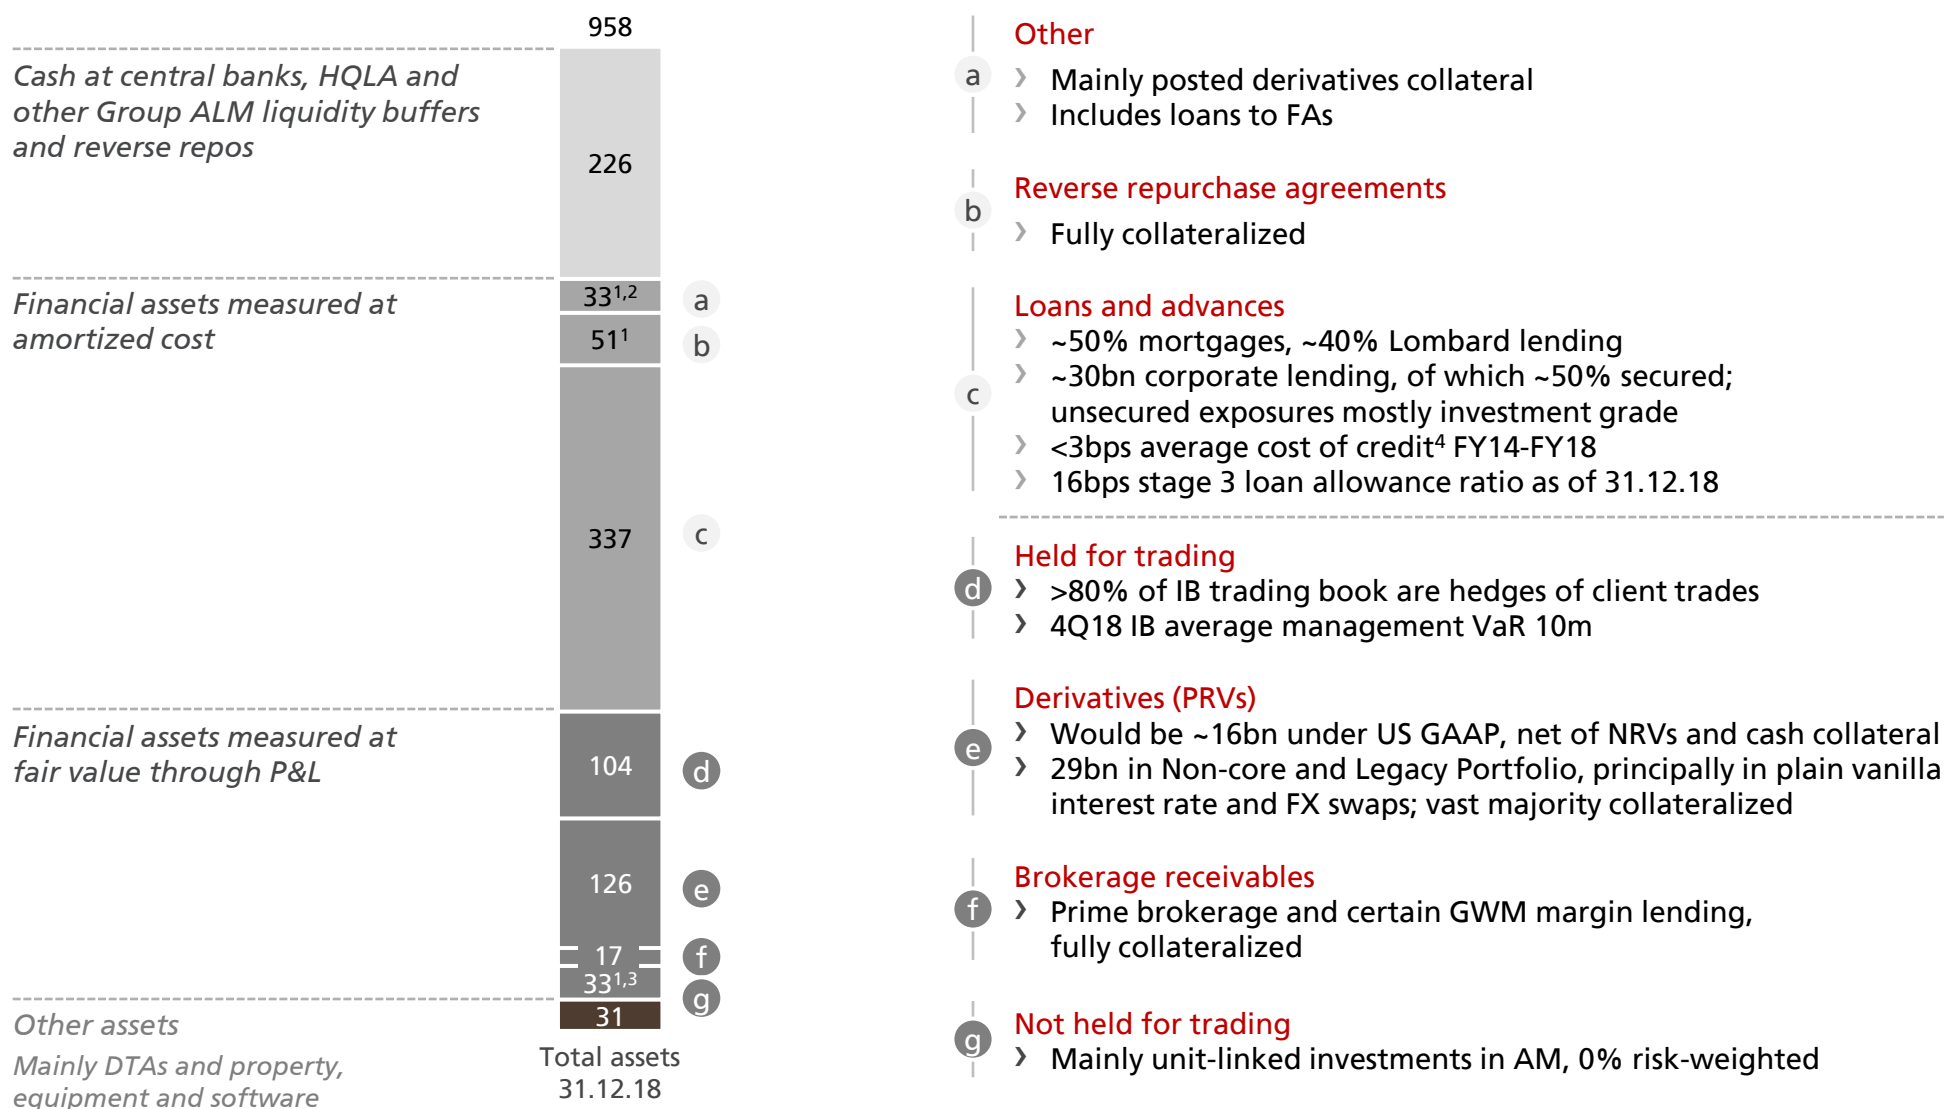 958
Cash at central banks, HQLA and
other Group ALM liquidity buffers
and reverse repos
226
Financial assets measured at
amortized cost
33¹,²
a
51¹
b
337
c
Financial assets measured at
fair value through P&L
104
d
126
e
17
f
33¹,³
g
Other assets
Mainly DTAs and property,
equipment and software
31
Total assets
31.12.18
Other
a
› Mainly posted derivatives collateral
› Includes loans to FAs
Reverse repurchase agreements
b
› Fully collateralized
Loans and advances
c
› ~50% mortgages, ~40% Lombard lending
› ~30bn corporate lending, of which ~50% secured;
unsecured exposures mostly investment grade
› <3bps average cost of credit⁴ FY14-FY18
› 16bps stage 3 loan allowance ratio as of 31.12.18
Held for trading
d
› >80% of IB trading book are hedges of client trades
› 4Q18 IB average management VaR 10m
Derivatives (PRVs)
e
› Would be ~16bn under US GAAP, net of NRVs and cash collateral
› 29bn in Non-core and Legacy Portfolio, principally in plain vanilla
interest rate and FX swaps; vast majority collateralized
Brokerage receivables
f
› Prime brokerage and certain GWM margin lending,
fully collateralized
Not held for trading
g
› Mainly unit-linked investments in AM, 0% risk-weighted